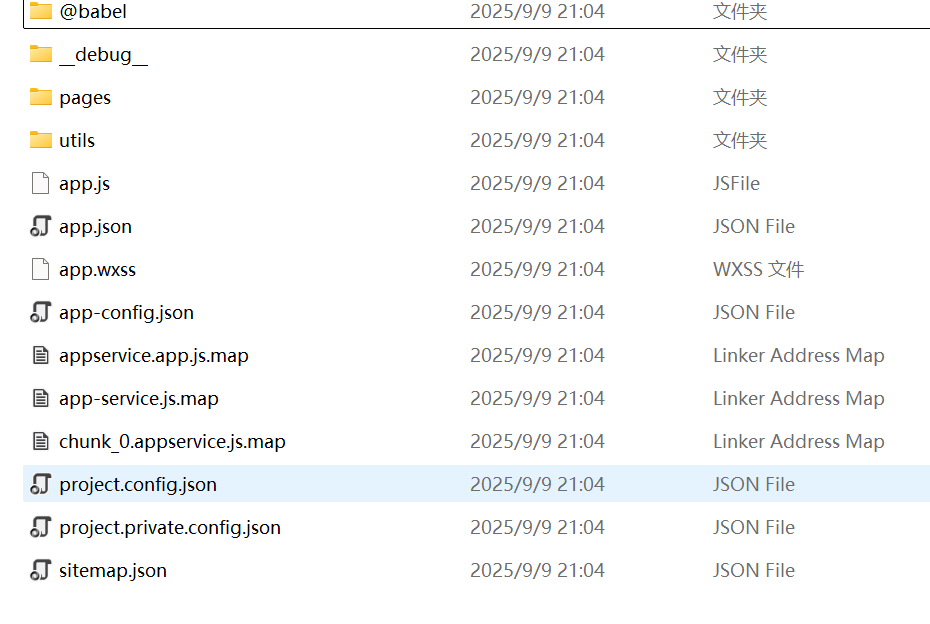 @babel 2025/9/9 21:04 文件夹
__debug__ 2025/9/9 21:04 文件夹
pages 2025/9/9 21:04 文件夹
utils 2025/9/9 21:04 文件夹
app.js 2025/9/9 21:04 JSFile
app.json 2025/9/9 21:04 JSON File
app.wxss 2025/9/9 21:04 WXSS 文件
app-config.json 2025/9/9 21:04 JSON File
appservice.app.js.map 2025/9/9 21:04 Linker Address Map
app-service.js.map 2025/9/9 21:04 Linker Address Map
chunk_0.appservice.js.map 2025/9/9 21:04 Linker Address Map
project.config.json 2025/9/9 21:04 JSON File
project.private.config.json 2025/9/9 21:04 JSON File
sitemap.json 2025/9/9 21:04 JSON File